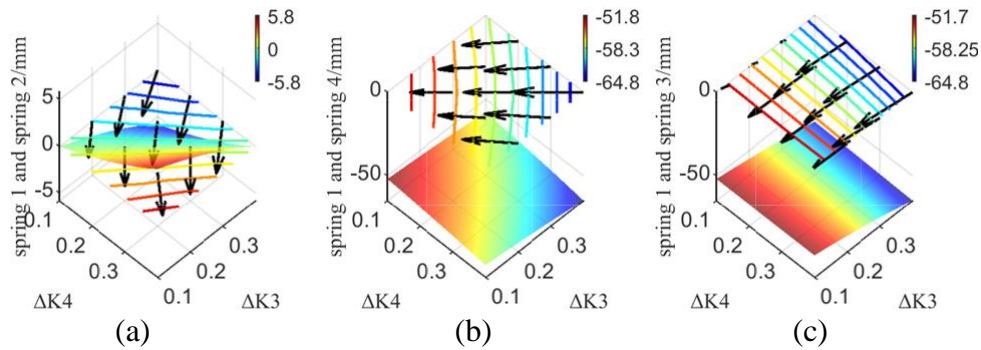 spring 1 and spring 2/mm
5.8
0
-5.8
5
0
-5
0.1
0.2
0.3
0.1
0.2
0.3
ΔK4
ΔK3
(a)
spring 1 and spring 4/mm
-51.8
-58.3
-64.8
0
-50
0.1
0.2
0.3
0.1
0.2
0.3
ΔK4
ΔK3
(b)
spring 1 and spring 3/mm
-51.7
-58.25
-64.8
0
-50
0.1
0.2
0.3
0.1
0.2
0.3
ΔK4
ΔK3
(c)